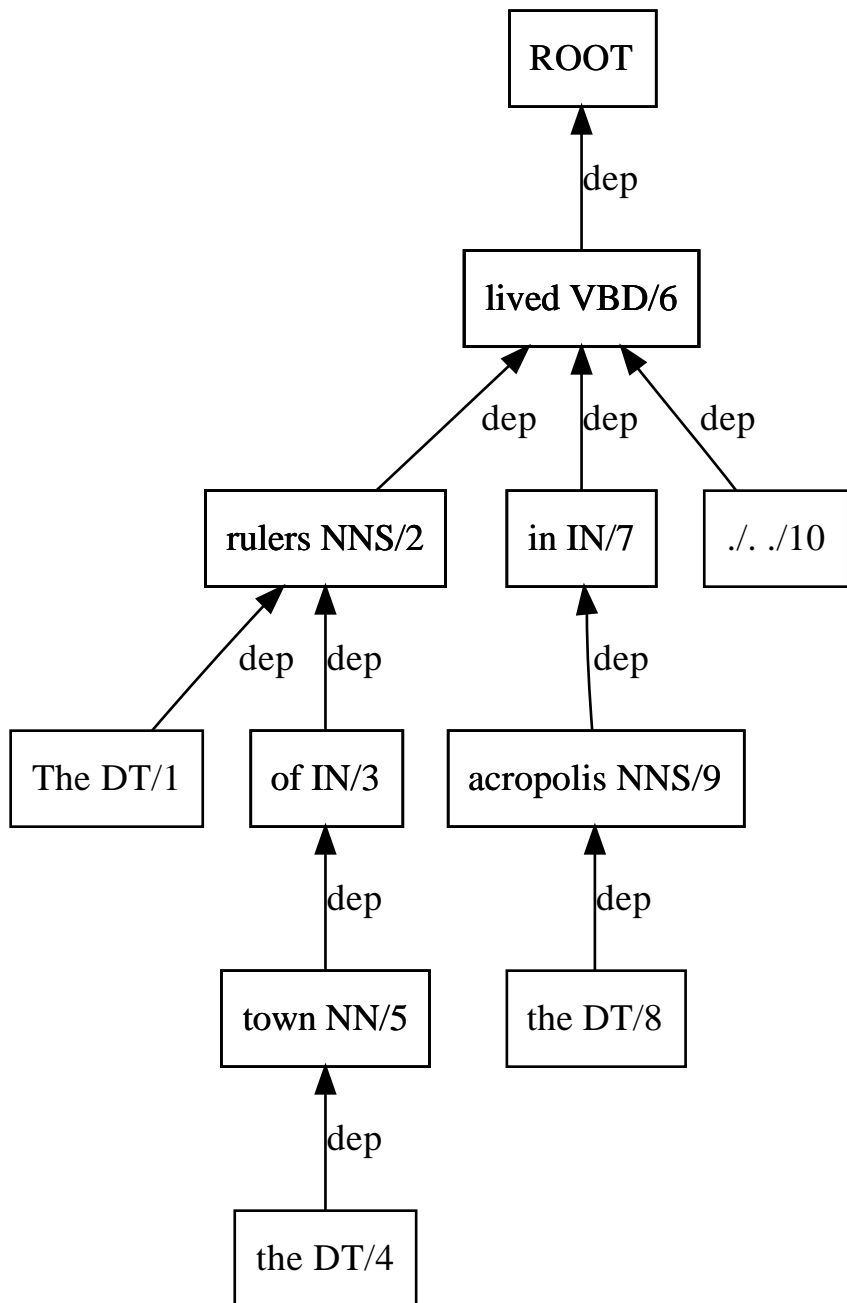 ROOT
dep
lived VBD/6
dep dep dep
rulers NNS/2 in IN/7 ./. ./10
dep dep dep
The DT/1 of IN/3 acropolis NNS/9
dep dep
town NN/5 the DT/8
dep
the DT/4